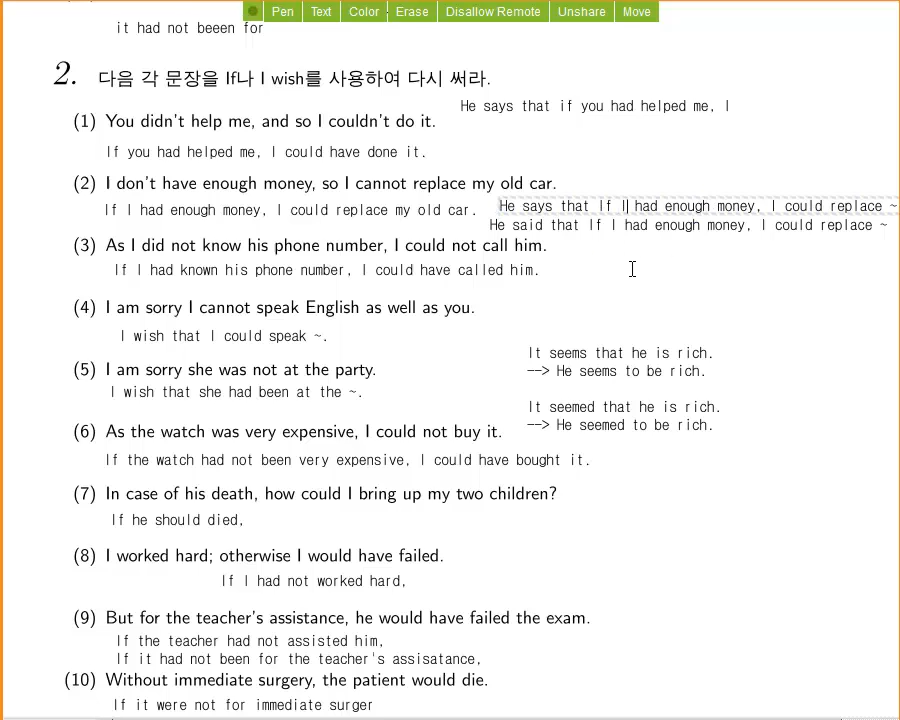 Pen Text Color Erase Disallow Remote Unshare Move
it had not beeen for
2. 다음 각 문장을 If나 I wish를 사용하여 다시 써라.
He says that if you had helped me, I
(1) You didn't help me, and so I couldn't do it.
If you had helped me, I could have done it.
(2) I don't have enough money, so I cannot replace my old car.
If I had enough money, I could replace my old car.
He says that If I had enough money, I could replace ~
He said that If I had enough money, I could replace ~
(3) As I did not know his phone number, I could not call him.
If I had known his phone number, I could have called him.
(4) I am sorry I cannot speak English as well as you.
I wish that I could speak ~.
It seems that he is rich.
--> He seems to be rich.
(5) I am sorry she was not at the party.
I wish that she had been at the ~.
It seemed that he is rich.
--> He seemed to be rich.
(6) As the watch was very expensive, I could not buy it.
If the watch had not been very expensive, I could have bought it.
(7) In case of his death, how could I bring up my two children?
If he should died,
(8) I worked hard; otherwise I would have failed.
If I had not worked hard,
(9) But for the teacher's assistance, he would have failed the exam.
If the teacher had not assisted him,
If it had not been for the teacher's assisatance,
(10) Without immediate surgery, the patient would die.
If it were not for immediate surger